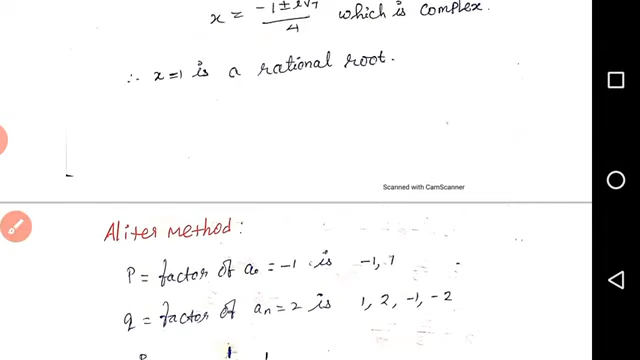 x = -1 ± i√7 / 4 which is complex.
∴ x=1 is a rational root.
Scanned with CamScanner
Aliter method:
P = factor of a₀ = -1 is -1, 1
q = factor of aₙ = 2 is 1, 2, -1, -2